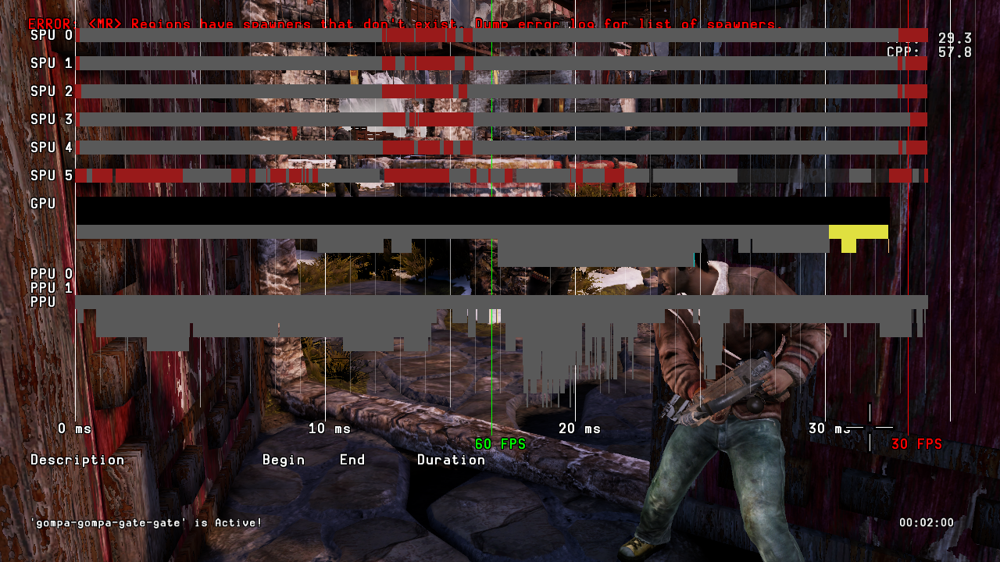 ERROR: <MR> Regions have spawners that don't exist. Dump error log for list of spawners.
SPU 0
29.3
CPP: 57.8
SPU 1
SPU 2
SPU 3
SPU 4
SPU 5
GPU
PPU 0
PPU 1
PPU
0 ms 10 ms 20 ms 30 ms
60 FPS 30 FPS
Description Begin End Duration
'gompa-gompa-gate-gate' is Active! 00:02:00